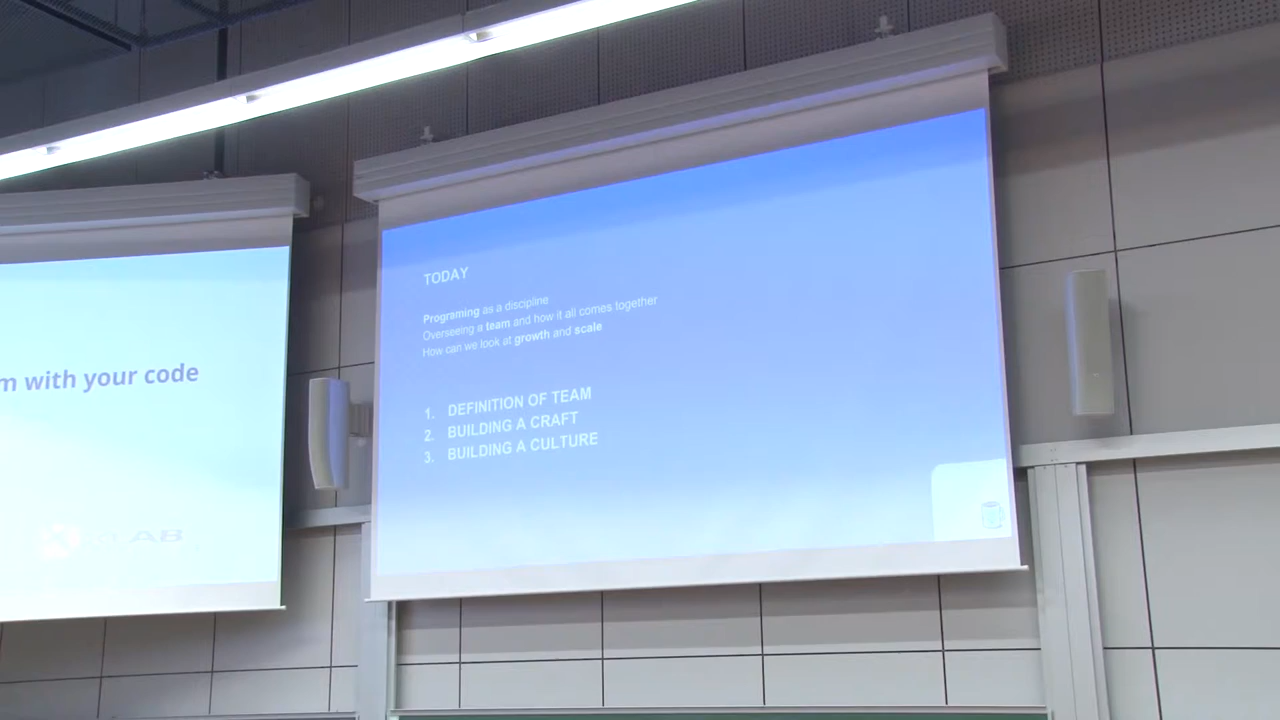 m with your code
TODAY
Programing as a discipline
Overseeing a team and how it all comes together
How can we look at growth and scale
1. DEFINITION OF TEAM
2. BUILDING A CRAFT
3. BUILDING A CULTURE